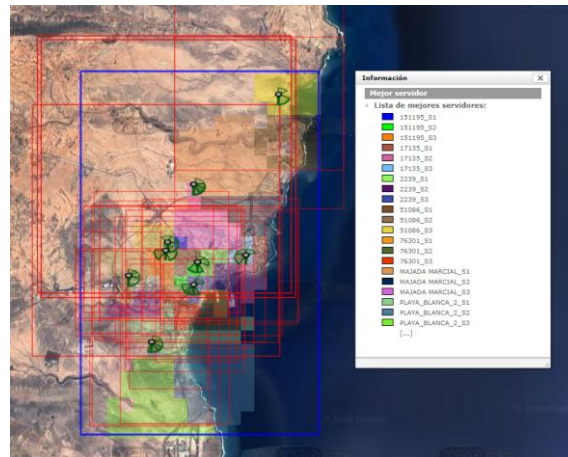 Información
Mejor servidor
Lista de mejores servidores:
151195_S1
151195_S2
151195_S3
17135_S1
17135_S2
17135_S3
2239_S1
2239_S2
2239_S3
51086_S1
51086_S2
51086_S3
76301_S1
76301_S2
76301_S3
MAJADA MARCIAL_S1
MAJADA MARCIAL_S2
MAJADA MARCIAL_S3
PLAYA_BLANCA_2_S1
PLAYA_BLANCA_2_S2
PLAYA_BLANCA_2_S3
[...]